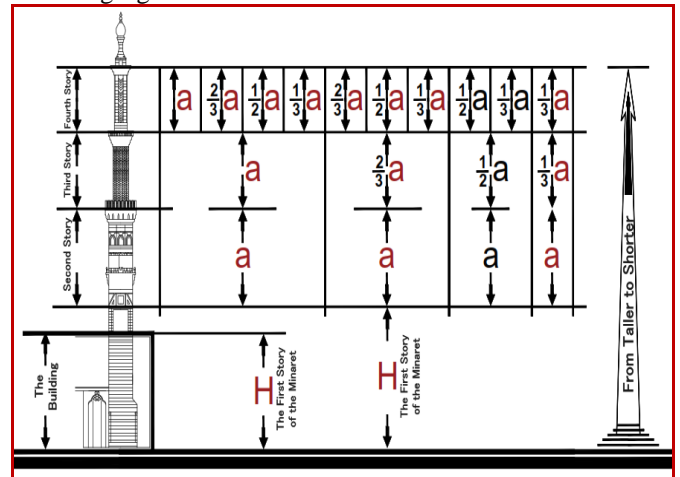 Fourth Story
a 2/3a 1/2a 1/3a 2/3a 1/2a 1/3a 1/2a 1/3a 1/3a
Third Story
a 2/3a 1/2a 1/3a
Second Story
a a a a
The
Building
H
The First Story
of the Minaret
H
The First Story
of the Minaret
From Taller to Shorter